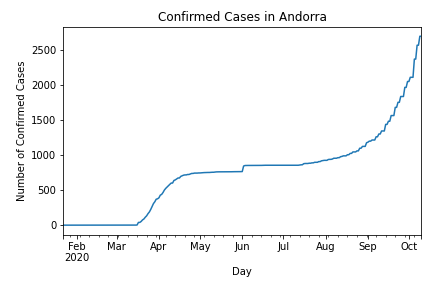 Confirmed Cases in Andorra
Number of Confirmed Cases
2500
2000
1500
1000
500
0
Feb Mar Apr May Jun Jul Aug Sep Oct
2020
Day